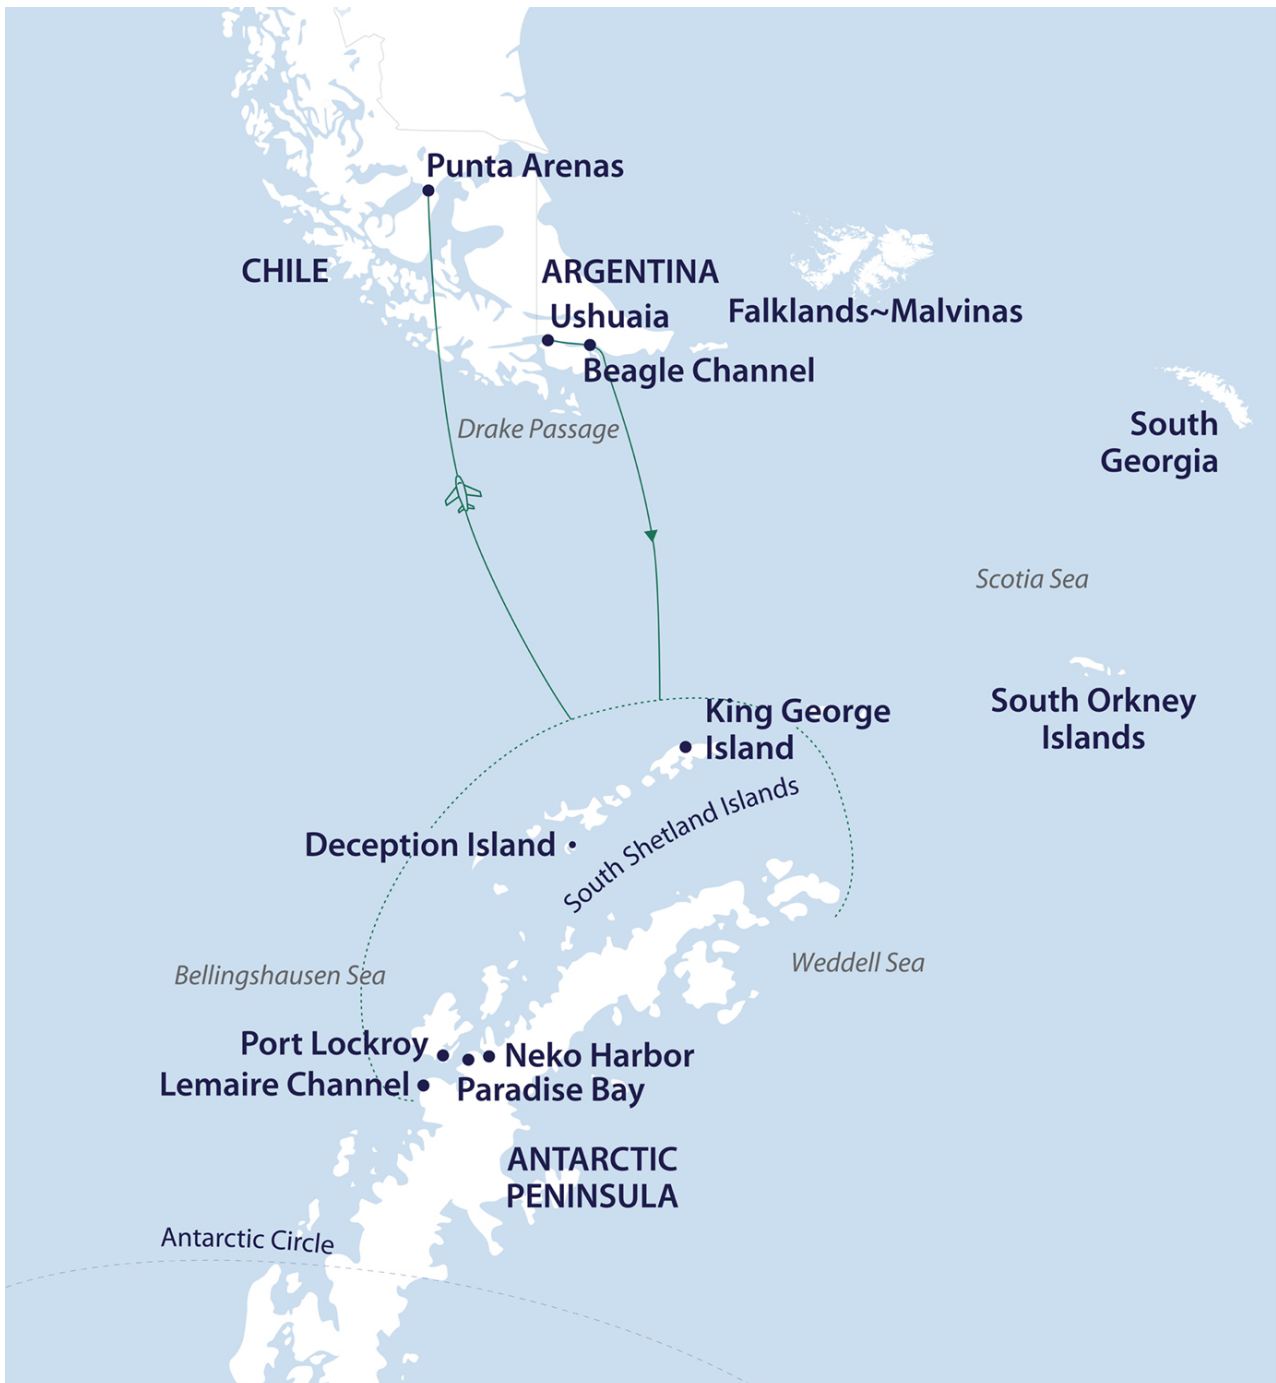 Punta Arenas
CHILE
ARGENTINA
Ushuaia
Falklands~Malvinas
Beagle Channel
Drake Passage
South
Georgia
Scotia Sea
King George
Island
South Orkney
Islands
South Shetland Islands
Deception Island
Weddell Sea
Bellingshausen Sea
Port Lockroy
Neko Harbor
Lemaire Channel
Paradise Bay
ANTARCTIC
PENINSULA
Antarctic Circle